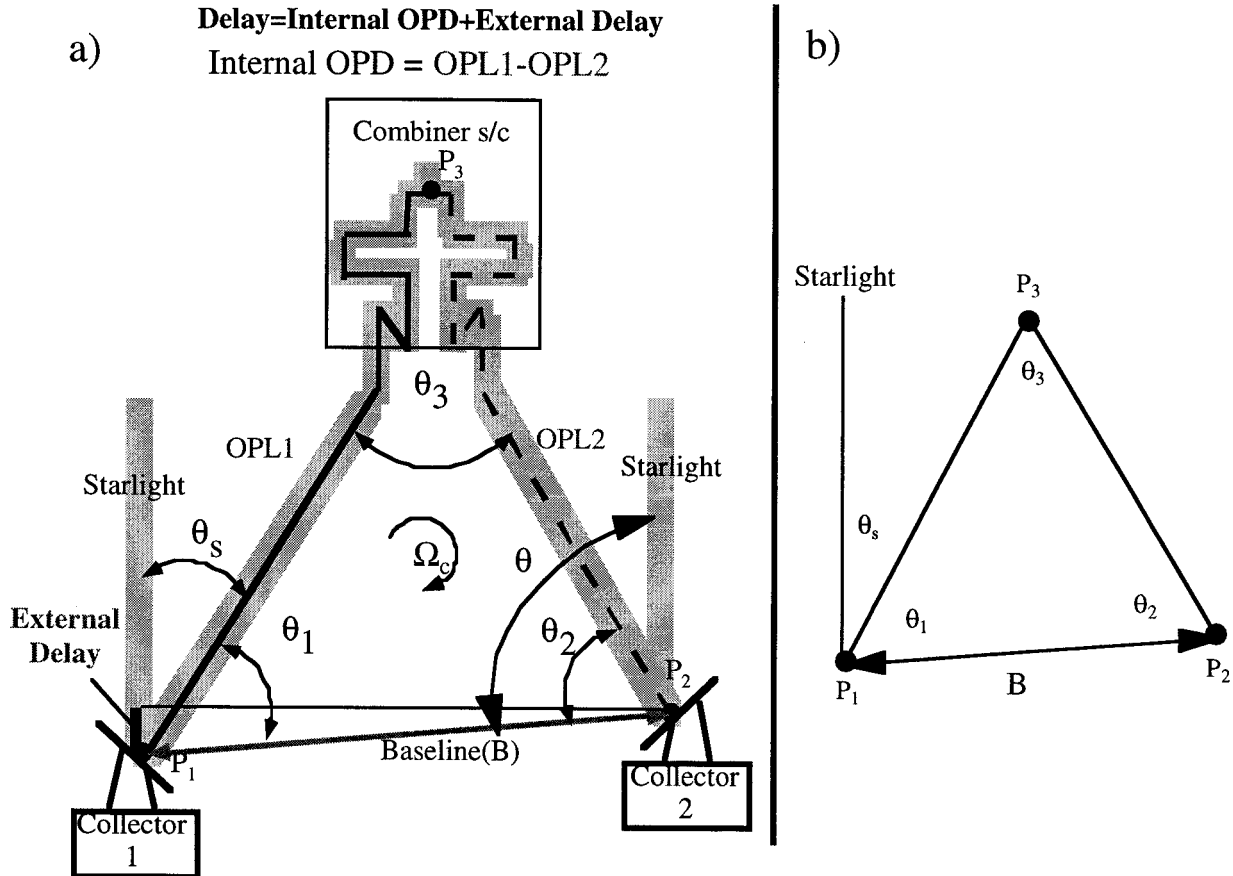 Delay=Internal OPD+External Delay
a)
Internal OPD = OPL1-OPL2
Combiner s/c
P3
θ3
OPL1
OPL2
Starlight
Starlight
θs
Ωc
θ
External
Delay
θ1
θ2
P2
P1
Baseline(B)
Collector
1
Collector
2
b)
Starlight
P3
θ3
θs
θ1
θ2
P1
B
P2